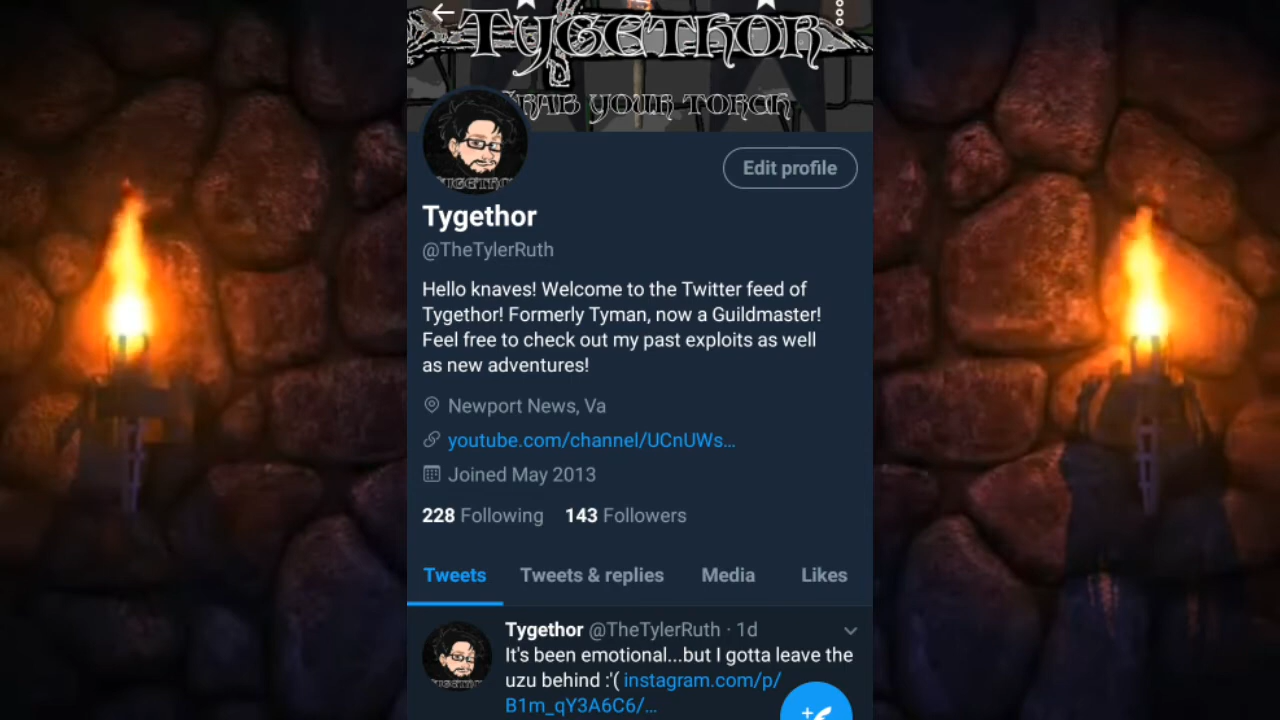 TYGETHOR
GRAB YOUR TORCH
Edit profile
Tygethor
@TheTylerRuth
Hello knaves! Welcome to the Twitter feed of
Tygethor! Formerly Tyman, now a Guildmaster!
Feel free to check out my past exploits as well
as new adventures!
Newport News, Va
youtube.com/channel/UCnUWs...
Joined May 2013
228 Following 143 Followers
Tweets Tweets & replies Media Likes
Tygethor @TheTylerRuth · 1d
It's been emotional...but I gotta leave the
uzu behind :'( instagram.com/p/
B1m_qY3A6C6/...